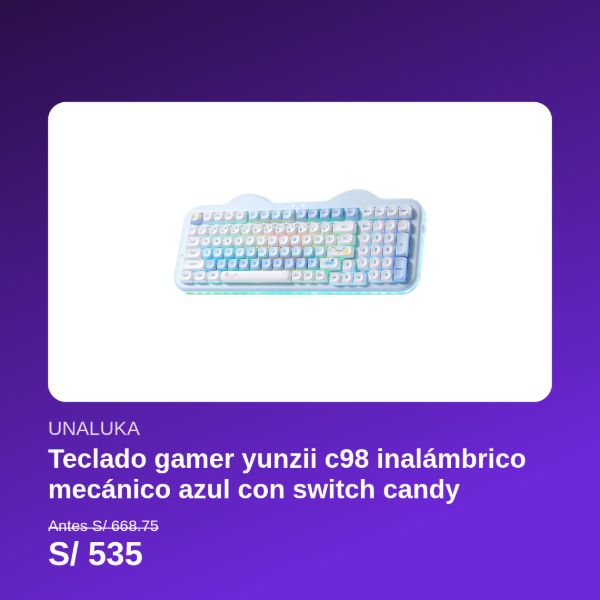 UNALUKA
Teclado gamer yunzii c98 inalámbrico
mecánico azul con switch candy
Antes S/ 668.75
S/ 535